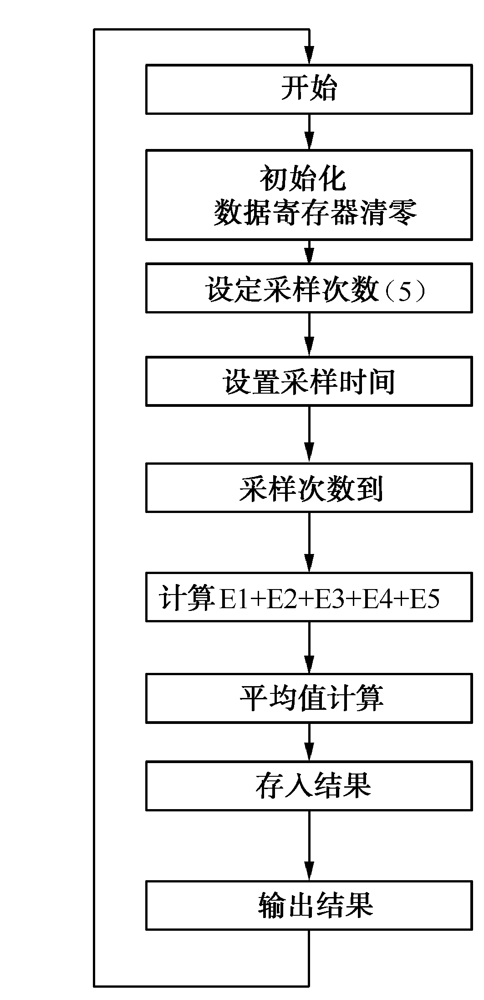 开始
初始化
数据寄存器清零
设定采样次数（5）
设置采样时间
采样次数到
计算E1+E2+E3+E4+E5
平均值计算
存入结果
输出结果